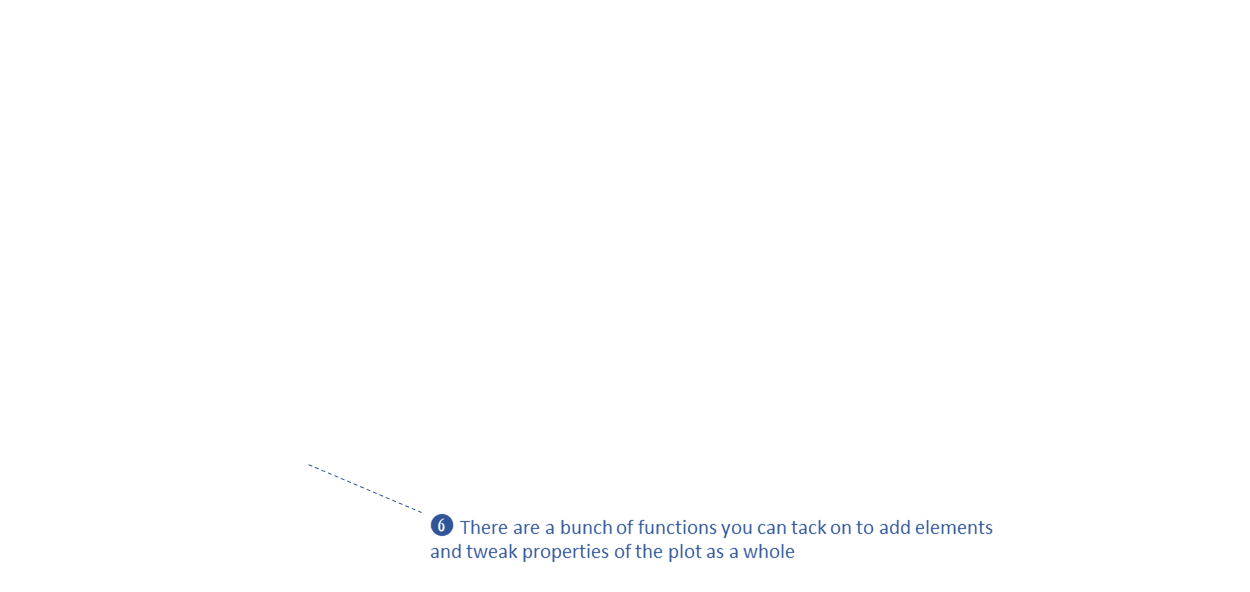 6 There are a bunch of functions you can tack on to add elements
and tweak properties of the plot as a whole